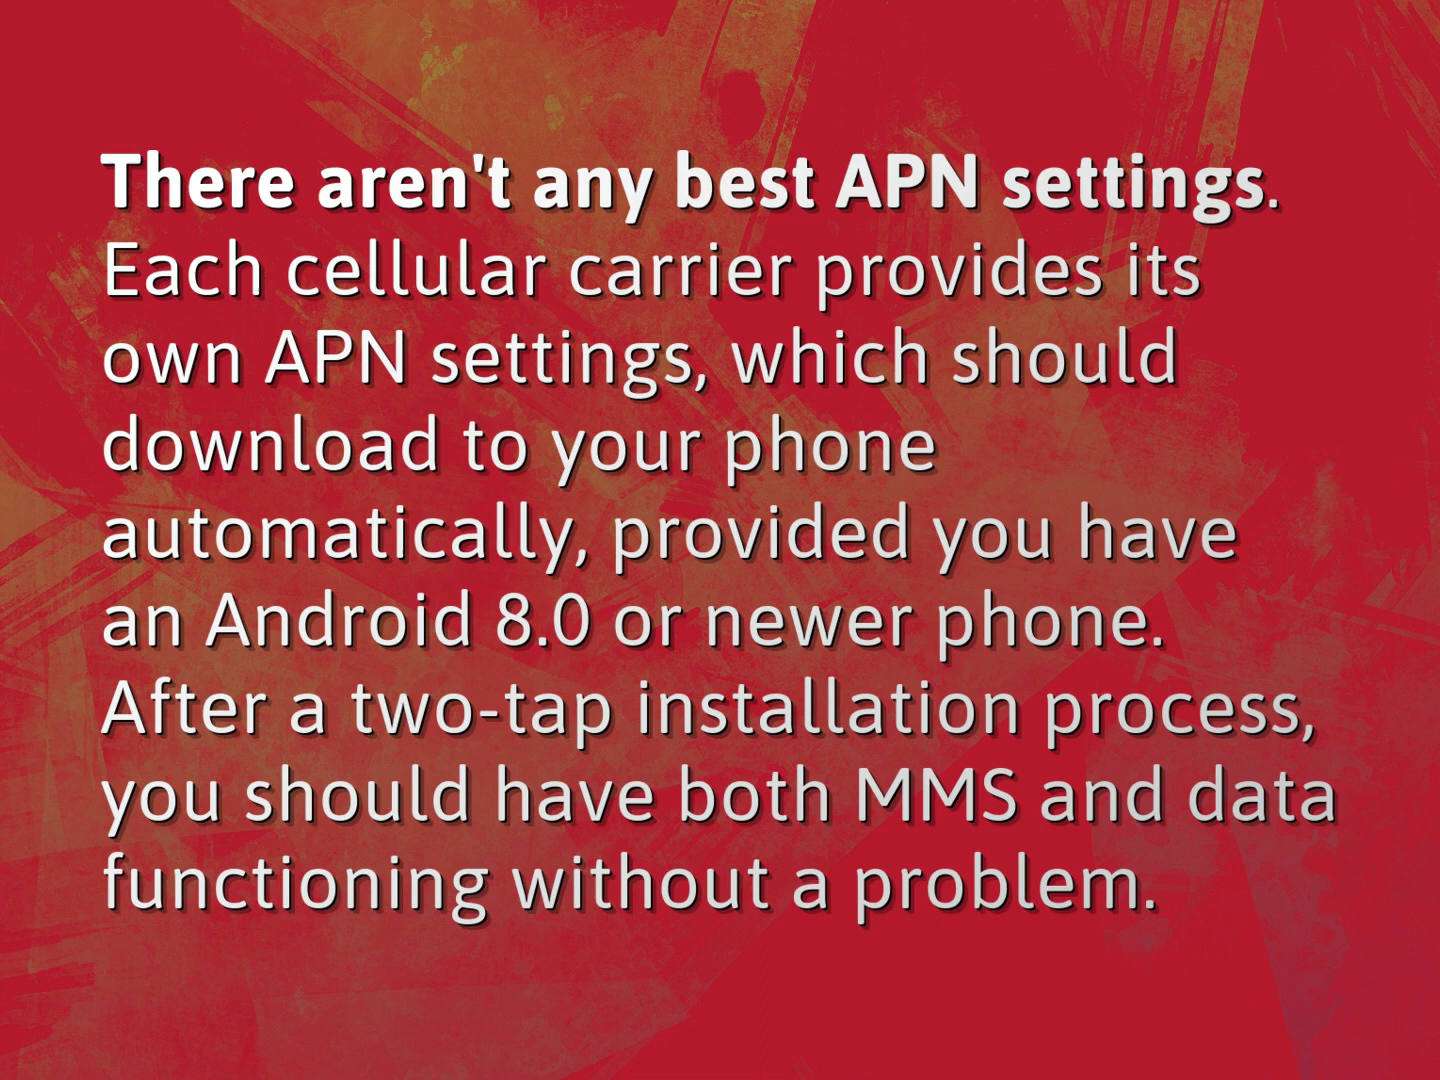 There aren't any best APN settings.
Each cellular carrier provides its
own APN settings, which should
download to your phone
automatically, provided you have
an Android 8.0 or newer phone.
After a two-tap installation process,
you should have both MMS and data
functioning without a problem.